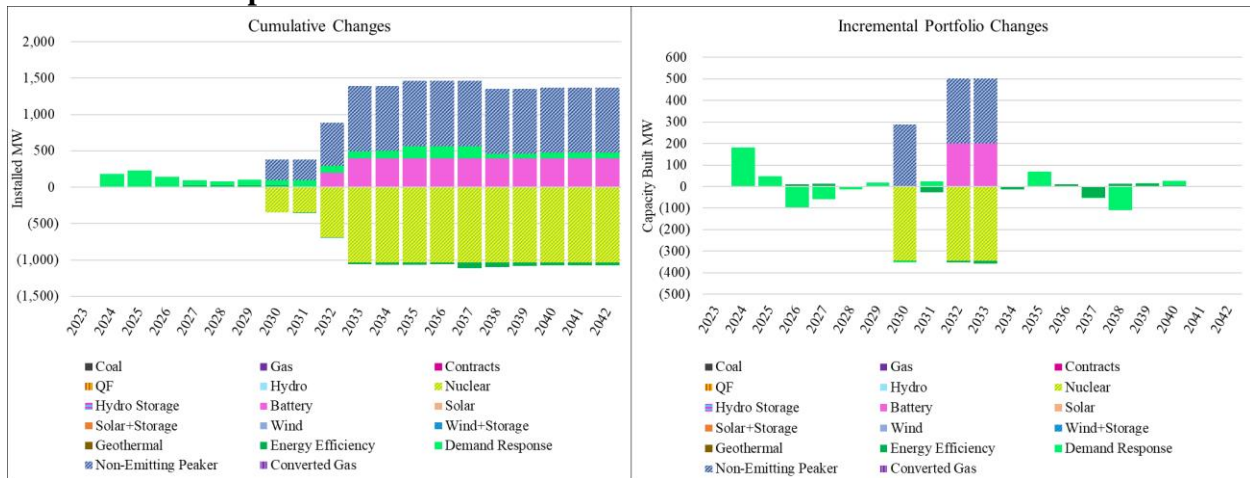 Cumulative Changes
2,000
1,500
1,000
500
0
(500)
(1,000)
(1,500)
Installed MW
2023 2024 2025 2026 2027 2028 2029 2030 2031 2032 2033 2034 2035 2036 2037 2038 2039 2040 2041 2042
Coal Gas Contracts
QF Hydro Nuclear
Hydro Storage Battery Solar
Solar+Storage Wind Wind+Storage
Geothermal Energy Efficiency Demand Response
Non-Emitting Peaker Converted Gas
Incremental Portfolio Changes
600
500
400
300
200
100
0
(100)
(200)
(300)
(400)
(500)
Capacity Built MW
2023 2024 2025 2026 2027 2028 2029 2030 2031 2032 2033 2034 2035 2036 2037 2038 2039 2040 2041 2042
Coal Gas Contracts
QF Hydro Nuclear
Hydro Storage Battery Solar
Solar+Storage Wind Wind+Storage
Geothermal Energy Efficiency Demand Response
Non-Emitting Peaker Converted Gas